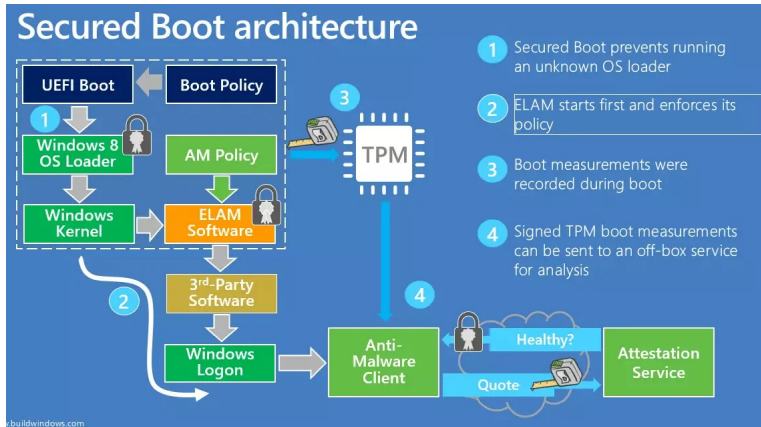 Secured Boot architecture
UEFI Boot
Boot Policy
1
Windows 8
OS Loader
AM Policy
3
TPM
Windows
Kernel
ELAM
Software
2
3rd-Party
Software
Windows
Logon
4
Anti-
Malware
Client
Healthy?
Quote
Attestation
Service
1
Secured Boot prevents running
an unknown OS loader
2
ELAM starts first and enforces its
policy
3
Boot measurements were
recorded during boot
4
Signed TPM boot measurements
can be sent to an off-box service
for analysis
.buildwindows.com